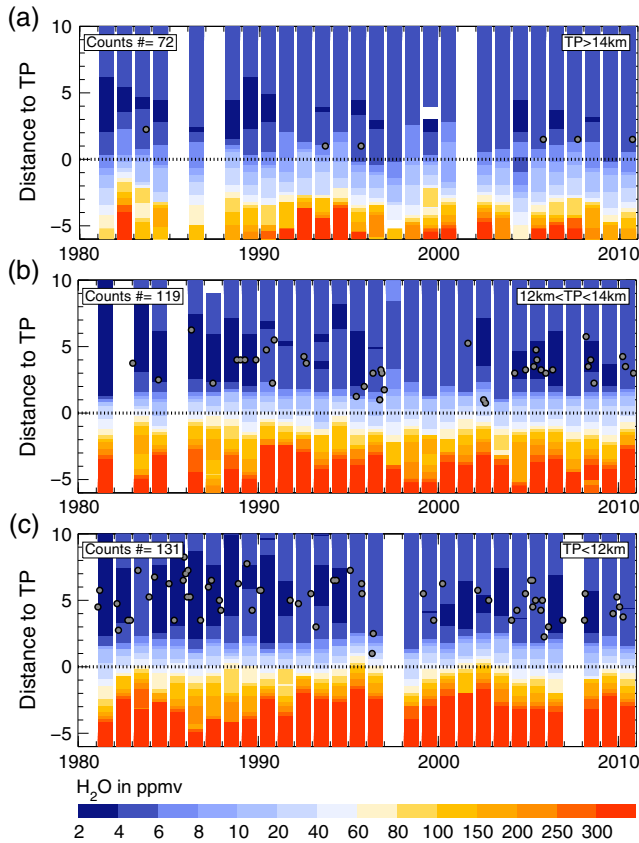 (a)
10
Counts #= 72
TP>14km
5
Distance to TP
0
−5
1980 1990 2000 2010
(b)
10
Counts #= 119
12km<TP<14km
5
Distance to TP
0
−5
1980 1990 2000 2010
(c)
10
Counts #= 131
TP<12km
5
Distance to TP
0
−5
1980 1990 2000 2010
H2O in ppmv
2 4 6 8 10 20 40 60 80 100 150 200 250 300